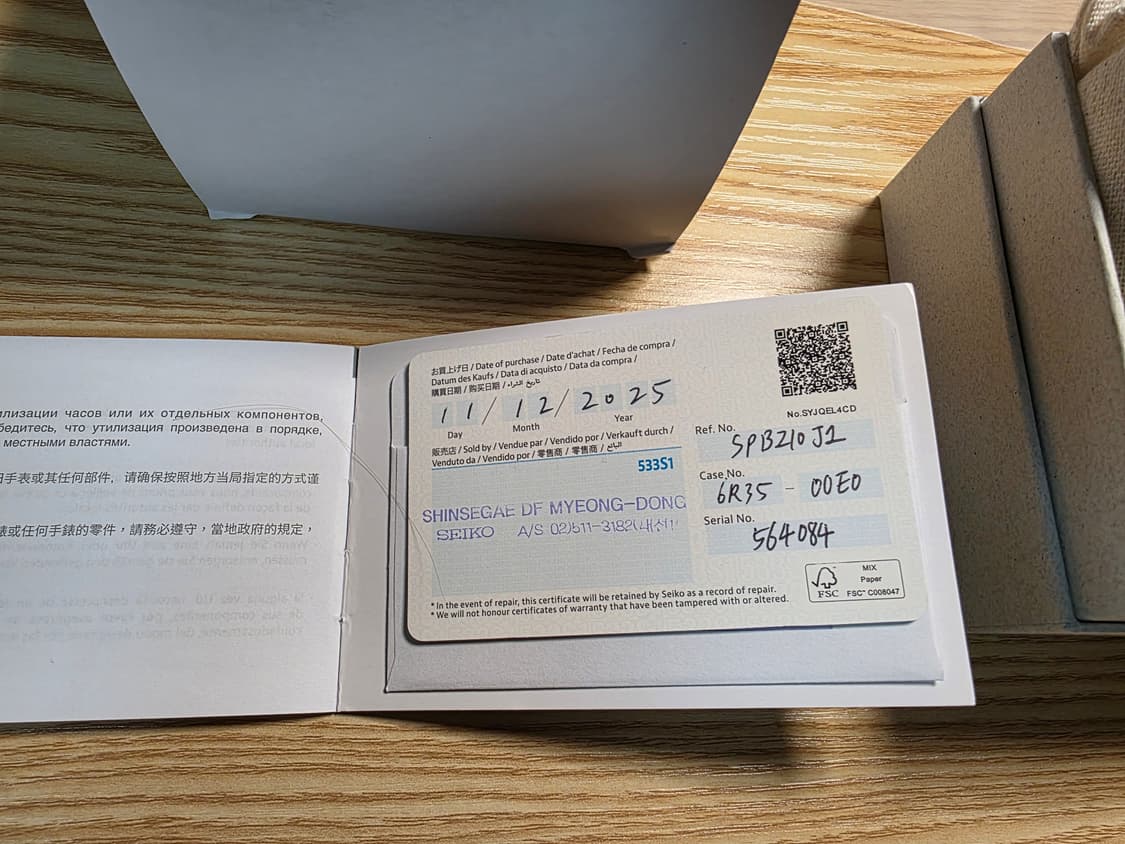 илизации часов или их отдельных компонентов,
бедитесь, что утилизация произведена в порядке,
местными властями.
手表或其任何部件，请确保按照地方当局指定的方式谨
或任何手錶的零件，請務必遵守，當地政府的規定，
お買上げ日 / Date of purchase / Date d'achat / Fecha de compra /
Datum des Kaufs / Data di acquisto / Data da compra /
購買日期 / 购买日期 / تاريخ الشراء
11 / 12 / 2025
Day Month Year
販売店 / Sold by / Vendue par / Vendido por / Verkauft durch /
Venduto da / Vendido por / 零售商 / 零售商 / البائع
533S1
SHINSEGAE DF MYEONG-DONG
SEIKO A/S 02)511-3182
No.SYJQEL4CD
Ref. No.
SPB210J1
Case No.
6R35 - 00E0
Serial No.
564084
MIX
Paper
FSC FSC™ C008047
* In the event of repair, this certificate will be retained by Seiko as a record of repair.
* We will not honour certificates of warranty that have been tampered with or altered.